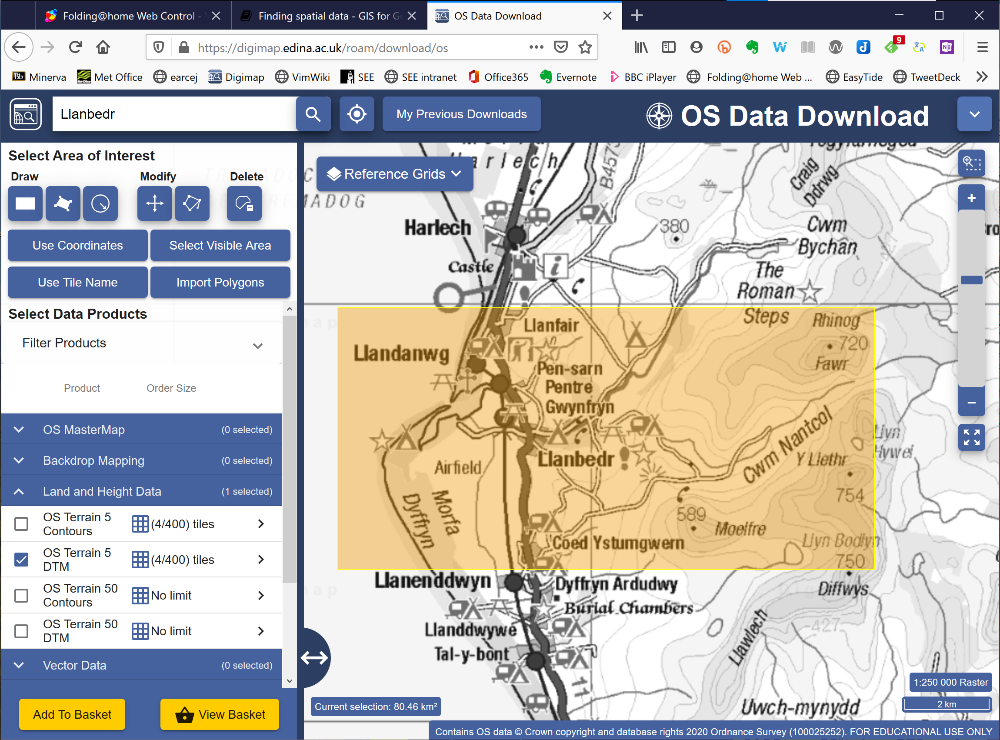 Folding@home Web Control -
Finding spatial data - GIS for Ge
OS Data Download
https://digimap.edina.ac.uk/roam/download/os
9
Minerva
Met Office
earcej
Digimap
VimWiki
SEE
SEE intranet
Office365
Evernote
BBC iPlayer
Folding@home Web ...
EasyTide
TweetDeck
Llanbedr
My Previous Downloads
OS Data Download
Select Area of Interest
Draw
Modify
Delete
Use Coordinates
Select Visible Area
Use Tile Name
Import Polygons
Select Data Products
Filter Products
Product
Order Size
OS MasterMap
(0 selected)
Backdrop Mapping
(0 selected)
Land and Height Data
(1 selected)
OS Terrain 5
Contours
(4/400) tiles
OS Terrain 5
DTM
(4/400) tiles
OS Terrain 50
Contours
No limit
OS Terrain 50
DTM
No limit
Vector Data
(0 selected)
Add To Basket
View Basket
Reference Grids
arlech
MADOG
B4573
Craig
Ddrwg
Harlech
380
Cwm
Bychan
Castle
i
The
Roman
Steps
Llanfair
Rhinog
720
Fawr
Llandanwg
Pen-sarn
Pentre
Gwynfryn
Cwm Nantcol
Llyn
Hywel
Llanbedr
Y Llethr
754
Airfield
Morfa
Dyffryn
589
Moelfre
Coed Ystumgwern
Llyn Bodlyn
750
Llanenddwyn
Dyffryn Ardudwy
Diffwys
Burial Chambers
Llanddwywe
427
Llawlech
Tal-y-bont
11
Uwch-mynydd
1:250 000 Raster
2 km
Current selection: 80.46 km²
Contains OS data © Crown copyright and database rights 2020 Ordnance Survey (100025252). FOR EDUCATIONAL USE ONLY